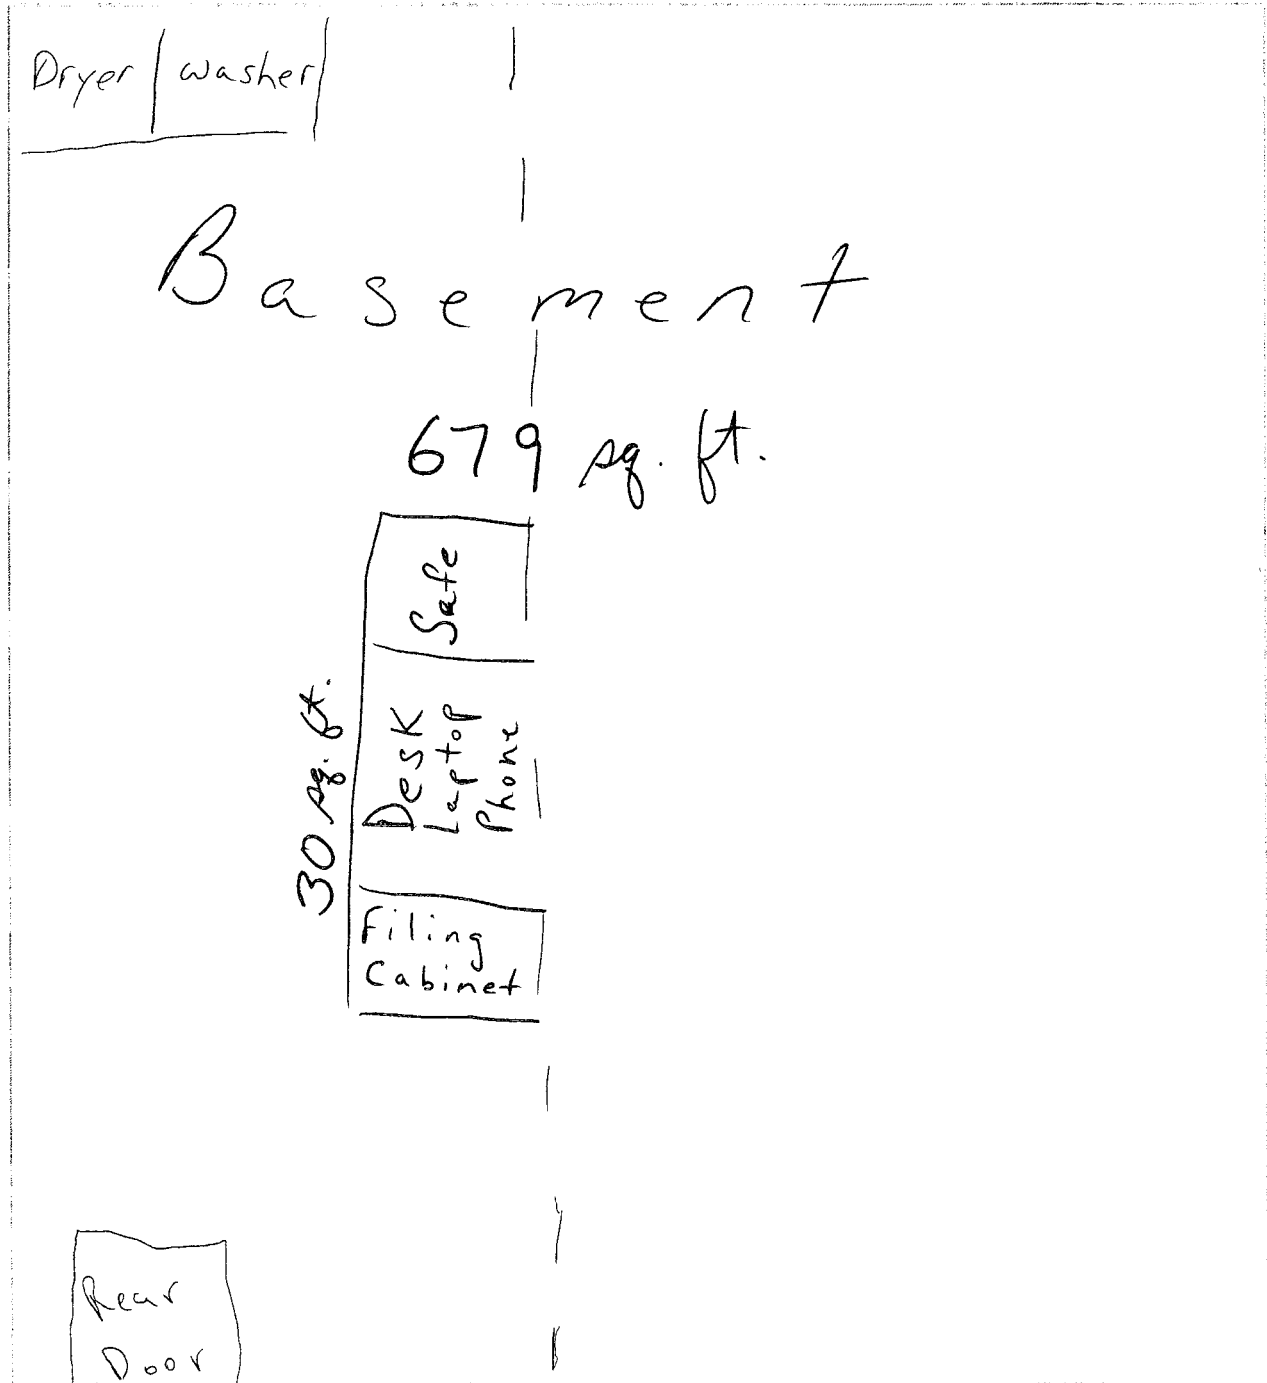 Dryer washer
Basement
679 sq. ft.
Safe
30 sq. ft.
Desk
Laptop
Phone
Filing
Cabinet
Rear
Door